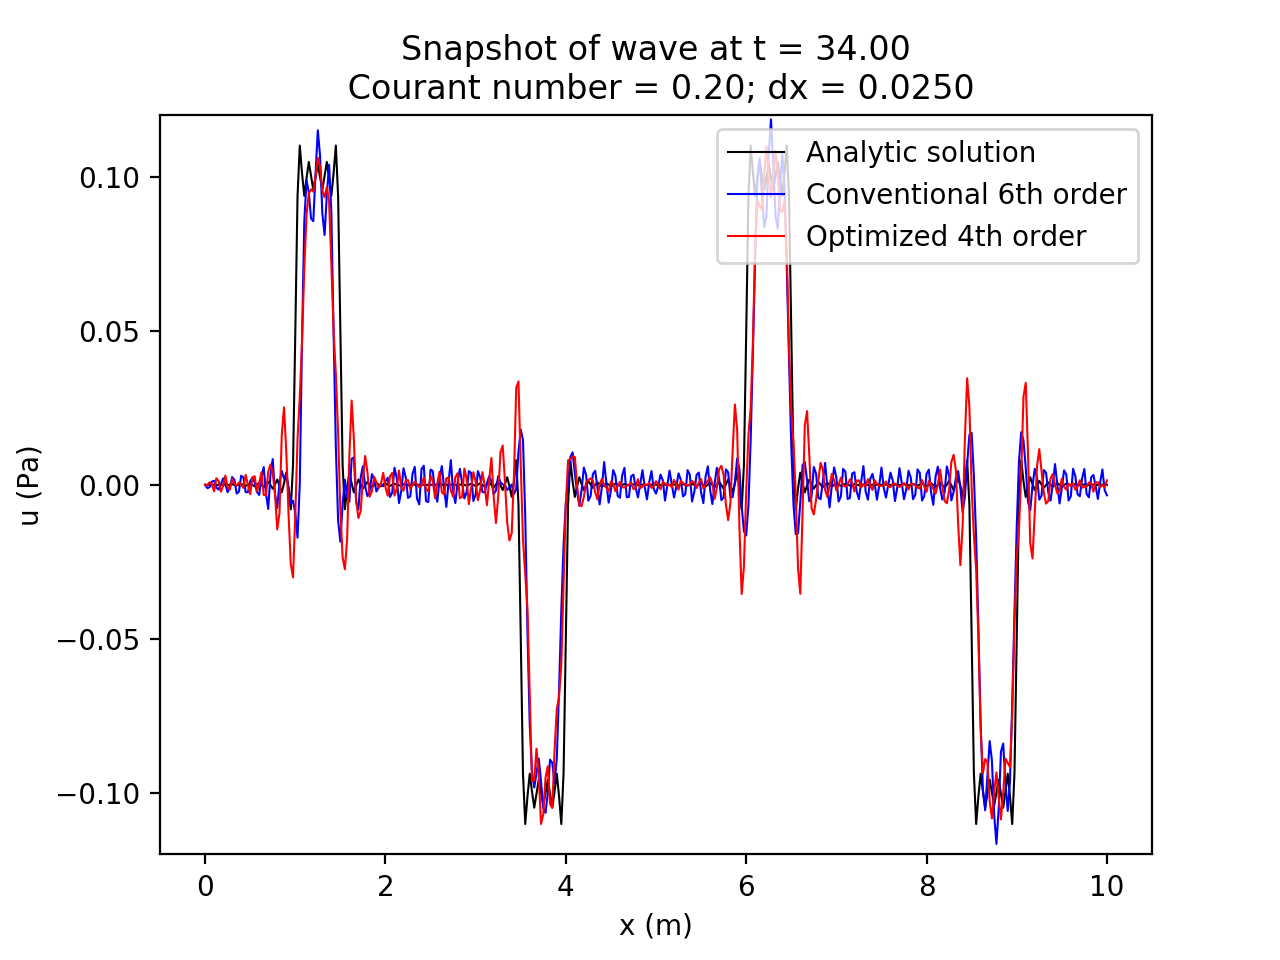 Snapshot of wave at t = 34.00
Courant number = 0.20; dx = 0.0250
Analytic solution
Conventional 6th order
Optimized 4th order
u (Pa)
0.10
0.05
0.00
−0.05
−0.10
0 2 4 6 8 10
x (m)